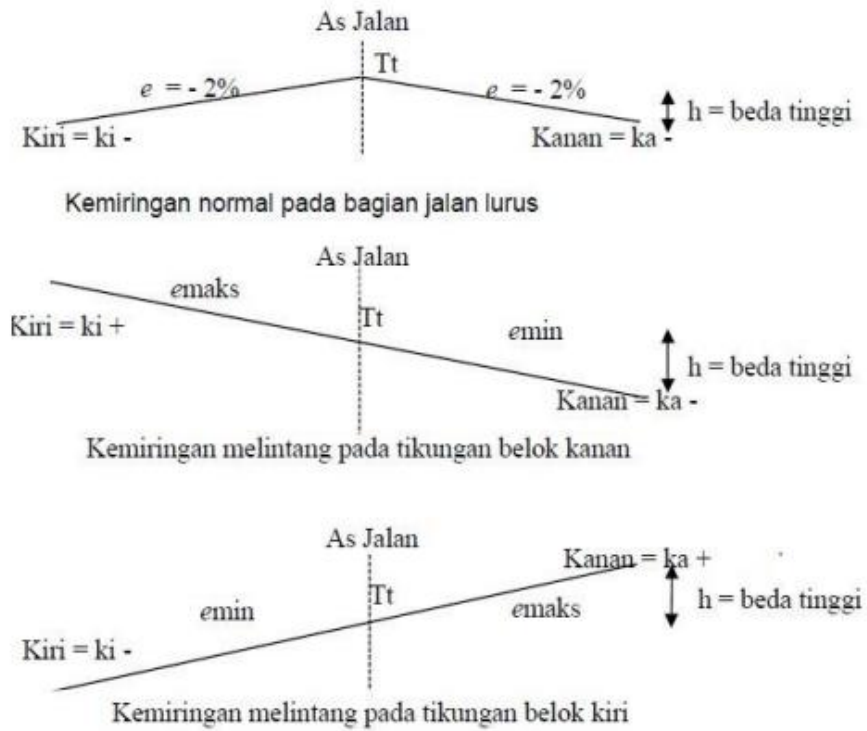 As Jalan
Tt
e = - 2%
e = - 2%
h = beda tinggi
Kiri = ki -
Kanan = ka -
Kemiringan normal pada bagian jalan lurus
As Jalan
emaks
Tt
emin
Kiri = ki +
h = beda tinggi
Kanan = ka -
Kemiringan melintang pada tikungan belok kanan
As Jalan
Kanan = ka +
Tt
emin
emaks
h = beda tinggi
Kiri = ki -
Kemiringan melintang pada tikungan belok kiri